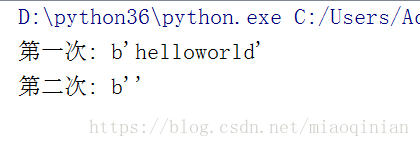 D:\python36\python.exe C:/Users/Ad
第一次: b'helloworld'
第二次: b''
https://blog.csdn.net/miaoqinian